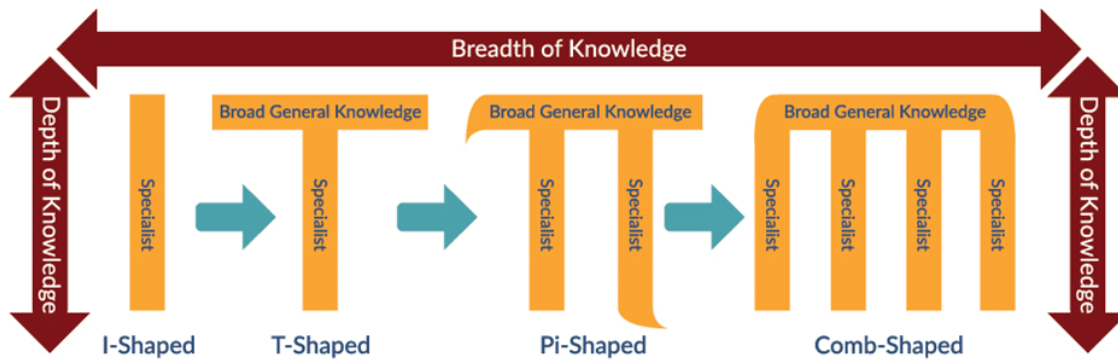 Breadth of Knowledge
Depth of Knowledge
Specialist
I-Shaped
Broad General Knowledge
Specialist
T-Shaped
Broad General Knowledge
Specialist
Specialist
Pi-Shaped
Broad General Knowledge
Specialist
Specialist
Specialist
Specialist
Comb-Shaped
Depth of Knowledge